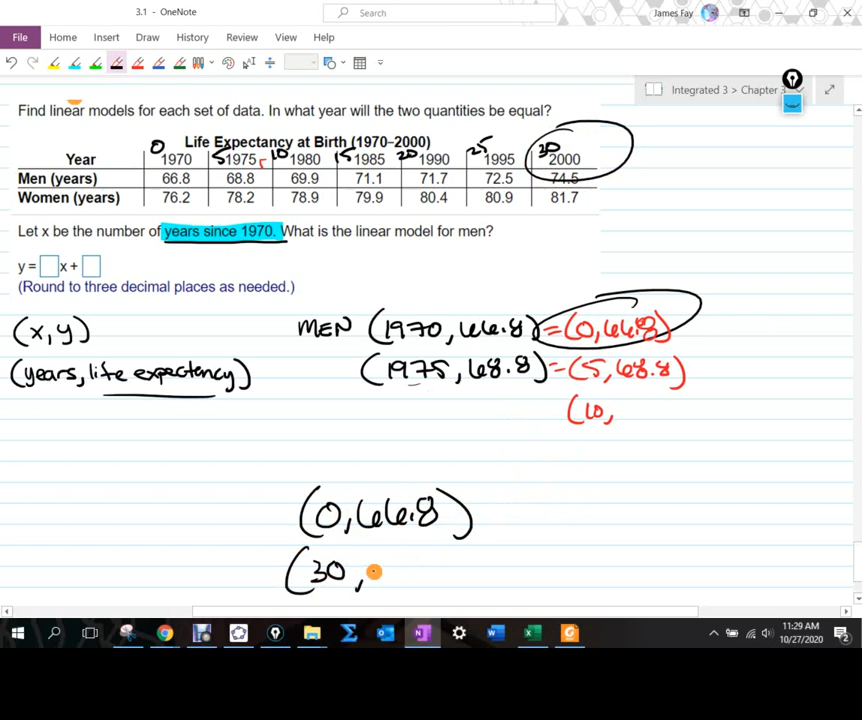 3.1 - OneNote
Search
James Fay
File Home Insert Draw History Review View Help
Integrated 3 > Chapter 3
Find linear models for each set of data. In what year will the two quantities be equal?
Life Expectancy at Birth (1970–2000)
0 5 10 15 20 25 30
Year 1970 1975 1980 1985 1990 1995 2000
Men (years) 66.8 68.8 69.9 71.1 71.7 72.5 74.5
Women (years) 76.2 78.2 78.9 79.9 80.4 80.9 81.7
Let x be the number of years since 1970. What is the linear model for men?
y = x +
(Round to three decimal places as needed.)
(x, y) MEN (1970, 66.8) = (0, 66.8)
(years, life expectancy) (1975, 68.8) = (5, 68.8)
(10,
(0, 66.8)
(30,
11:29 AM
10/27/2020
2